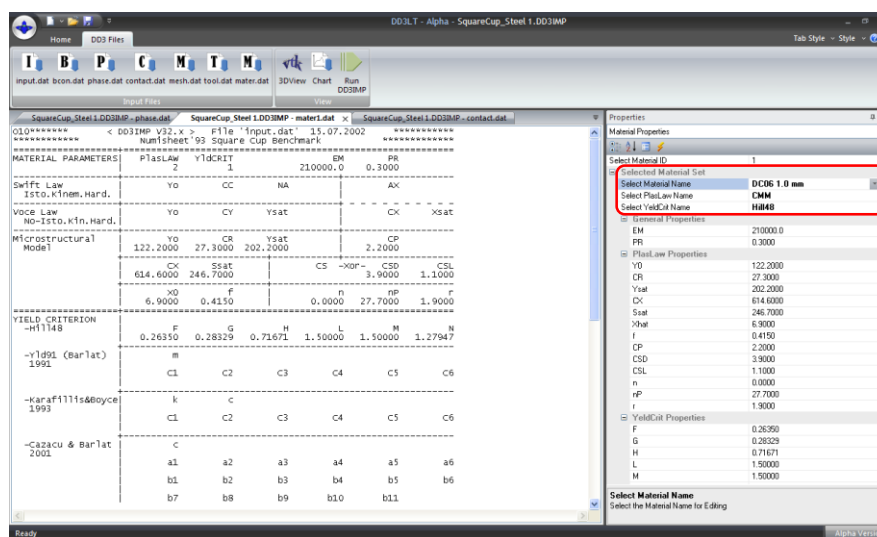 DD3LT - Alpha - SquareCup_Steel 1.DD3IMP
Home DD3 Files Tab Style Style
I B P C M T M vtk
input.dat bcon.dat phase.dat contact.dat mesh.dat tool.dat mater.dat 3DView Chart Run DD3IMP
Input Files View
SquareCup_Steel 1.DD3IMP - phase.dat SquareCup_Steel 1.DD3IMP - mater1.dat x SquareCup_Steel 1.DD3IMP - contact.dat
010******* < DD3IMP V32.x > File 'input.dat' 15.07.2002 ***********
************* Numisheet'93 Square Cup Benchmark ***********
MATERIAL PARAMETERS| PlasLAW YldCRIT | EM PR
2 1 210000.0 0.3000
Swift Law | Yo CC NA | AX
Isto.Kinem.Hard.
Voce Law | Yo CY Ysat | CX Xsat
No-Isto.Kin.Hard.|
Microstructural | Yo CR Ysat | CP
Model | 122.2000 27.3000 202.2000 | 2.2000
CX Ssat | CS -Xor- CSD CSL
614.6000 246.7000 3.9000 1.1000
X0 f | n nP r
6.9000 0.4150 | 0.0000 27.7000 1.9000
YIELD CRITERION
-Hill48 | F G H L M N
0.26350 0.28329 0.71671 1.50000 1.50000 1.27947
-Yld91 (Barlat) | m
1991
C1 C2 C3 C4 C5 C6
-Karafillis&Boyce| k c
1993
C1 C2 C3 C4 C5 C6
-Cazacu & Barlat | c
2001
a1 a2 a3 a4 a5 a6
b1 b2 b3 b4 b5 b6
b7 b8 b9 b10 b11
Properties
Material Properties
Select Material ID 1
Selected Material Set
Select Material Name DC06 1.0 mm
Select PlasLaw Name CMM
Select YeldCrit Name Hill48
General Properties
EM 210000.0
PR 0.3000
PlasLaw Properties
Y0 122.2000
CR 27.3000
Ysat 202.2000
CX 614.6000
Ssat 246.7000
Xhat 6.9000
f 0.4150
CP 2.2000
CSD 3.9000
CSL 1.1000
n 0.0000
nP 27.7000
r 1.9000
YeldCrit Properties
F 0.26350
G 0.28329
H 0.71671
L 1.50000
M 1.50000
Select Material Name
Select the Material Name for Editing
Ready Alpha Versi